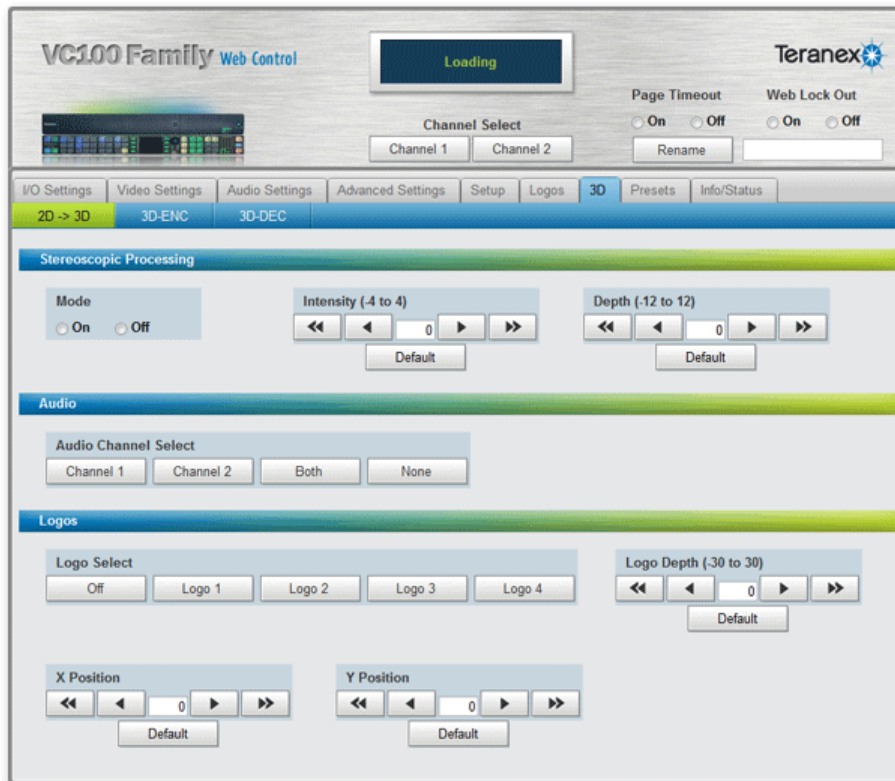 VC100 Family Web Control
Loading
Teranex
Channel Select
Channel 1 Channel 2
Page Timeout
On Off
Rename
Web Lock Out
On Off
I/O Settings Video Settings Audio Settings Advanced Settings Setup Logos 3D Presets Info/Status
2D -> 3D 3D-ENC 3D-DEC
Stereoscopic Processing
Mode
On Off
Intensity (-4 to 4)
0
Default
Depth (-12 to 12)
0
Default
Audio
Audio Channel Select
Channel 1 Channel 2 Both None
Logos
Logo Select
Off Logo 1 Logo 2 Logo 3 Logo 4
Logo Depth (-30 to 30)
0
Default
X Position
0
Default
Y Position
0
Default